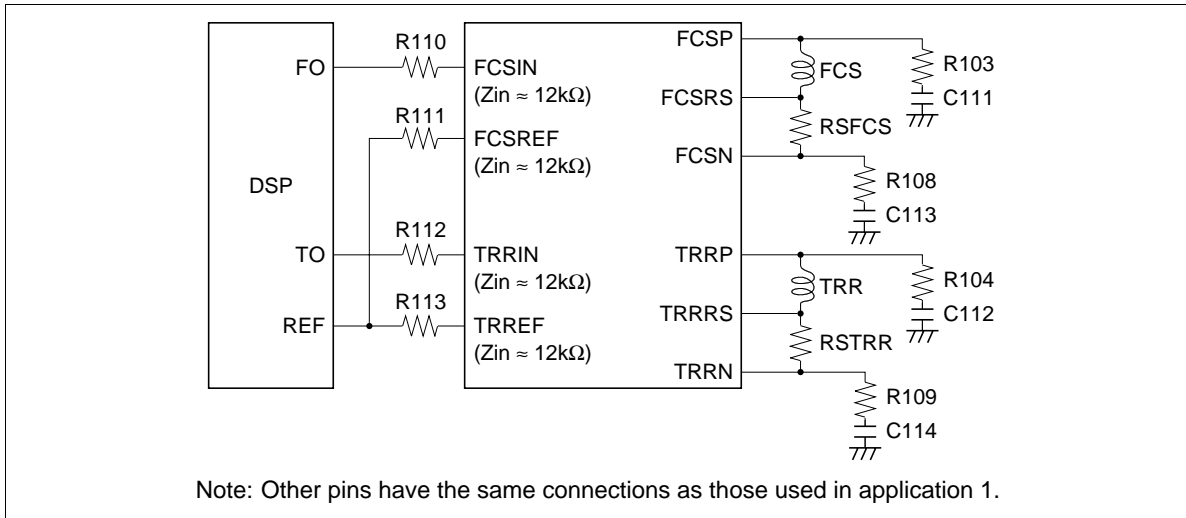 DSP
FO
TO
REF
R110
R111
R112
R113
FCSIN
(Zin ≈ 12kΩ)
FCSREF
(Zin ≈ 12kΩ)
TRRIN
(Zin ≈ 12kΩ)
TRREF
(Zin ≈ 12kΩ)
FCSP
FCSRS
FCSN
TRRP
TRRRS
TRRN
FCS
RSFCS
R103
C111
R108
C113
TRR
RSTRR
R104
C112
R109
C114
Note: Other pins have the same connections as those used in application 1.